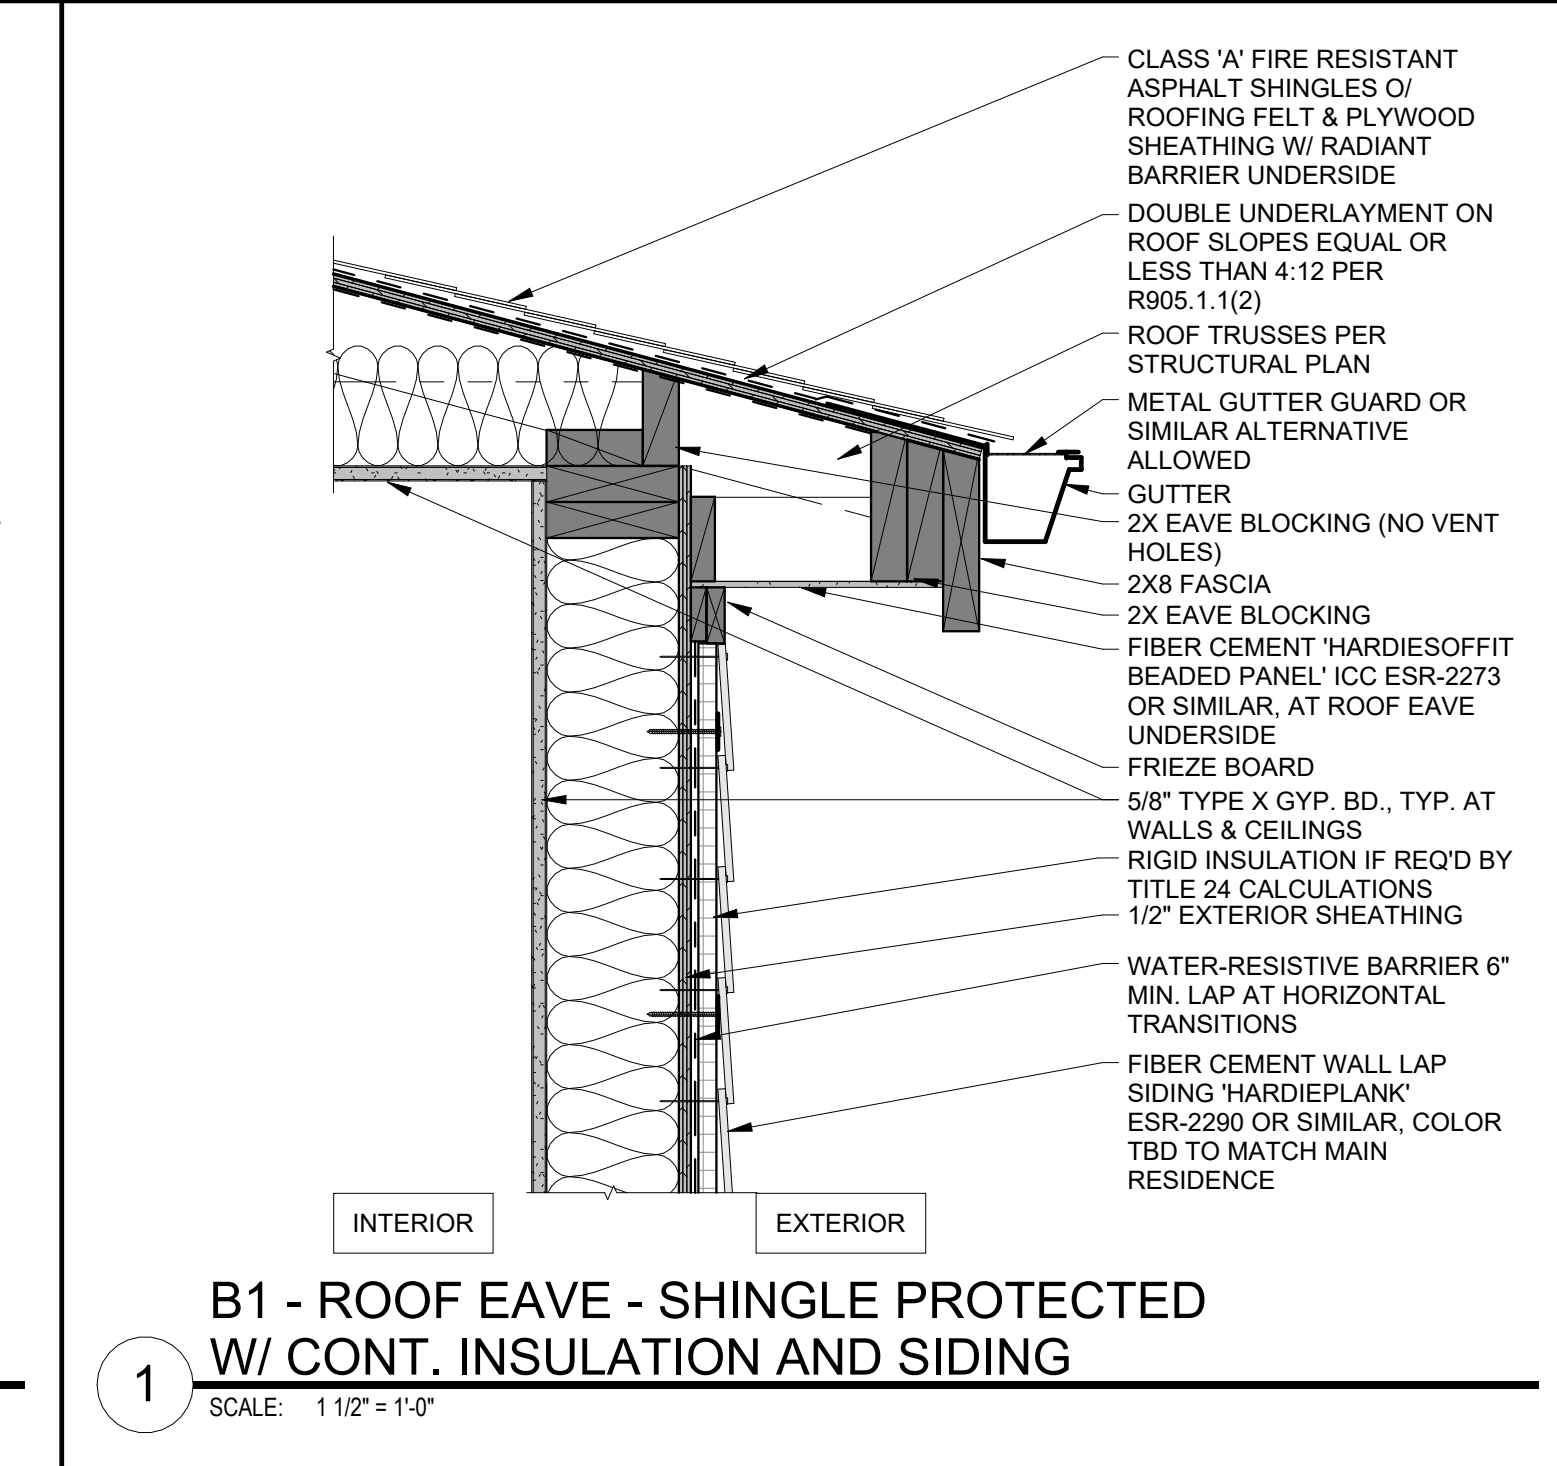 CLASS 'A' FIRE RESISTANT
ASPHALT SHINGLES O/
ROOFING FELT & PLYWOOD
SHEATHING W/ RADIANT
BARRIER UNDERSIDE
DOUBLE UNDERLAYMENT ON
ROOF SLOPES EQUAL OR
LESS THAN 4:12 PER
R905.1.1(2)
ROOF TRUSSES PER
STRUCTURAL PLAN
METAL GUTTER GUARD OR
SIMILAR ALTERNATIVE
ALLOWED
GUTTER
2X EAVE BLOCKING (NO VENT
HOLES)
2X8 FASCIA
2X EAVE BLOCKING
FIBER CEMENT 'HARDIESOFFIT
BEADED PANEL' ICC ESR-2273
OR SIMILAR, AT ROOF EAVE
UNDERSIDE
FRIEZE BOARD
5/8" TYPE X GYP. BD., TYP. AT
WALLS & CEILINGS
RIGID INSULATION IF REQ'D BY
TITLE 24 CALCULATIONS
1/2" EXTERIOR SHEATHING
WATER-RESISTIVE BARRIER 6"
MIN. LAP AT HORIZONTAL
TRANSITIONS
FIBER CEMENT WALL LAP
SIDING 'HARDIEPLANK'
ESR-2290 OR SIMILAR, COLOR
TBD TO MATCH MAIN
RESIDENCE
INTERIOR
EXTERIOR
B1 - ROOF EAVE - SHINGLE PROTECTED
W/ CONT. INSULATION AND SIDING
1
SCALE: 1 1/2" = 1'-0"